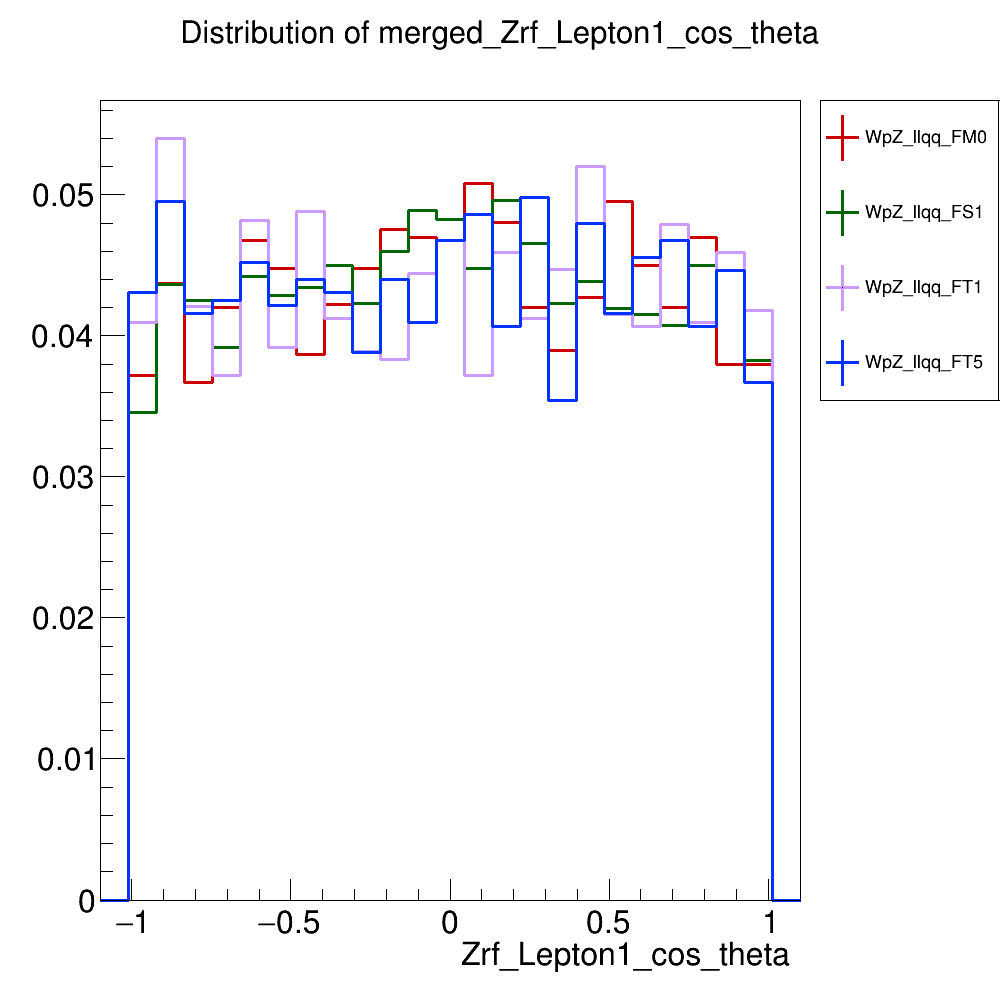 Distribution of merged_Zrf_Lepton1_cos_theta
WpZ_llqq_FM0
WpZ_llqq_FS1
WpZ_llqq_FT1
WpZ_llqq_FT5
0.05
0.04
0.03
0.02
0.01
0
−1 −0.5 0 0.5 1
Zrf_Lepton1_cos_theta